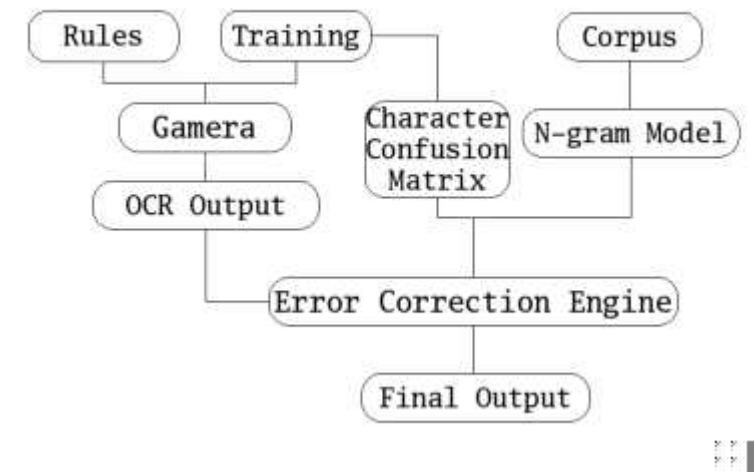 Rules
Training
Corpus
Gamera
Character
Confusion
Matrix
N-gram Model
OCR Output
Error Correction Engine
Final Output